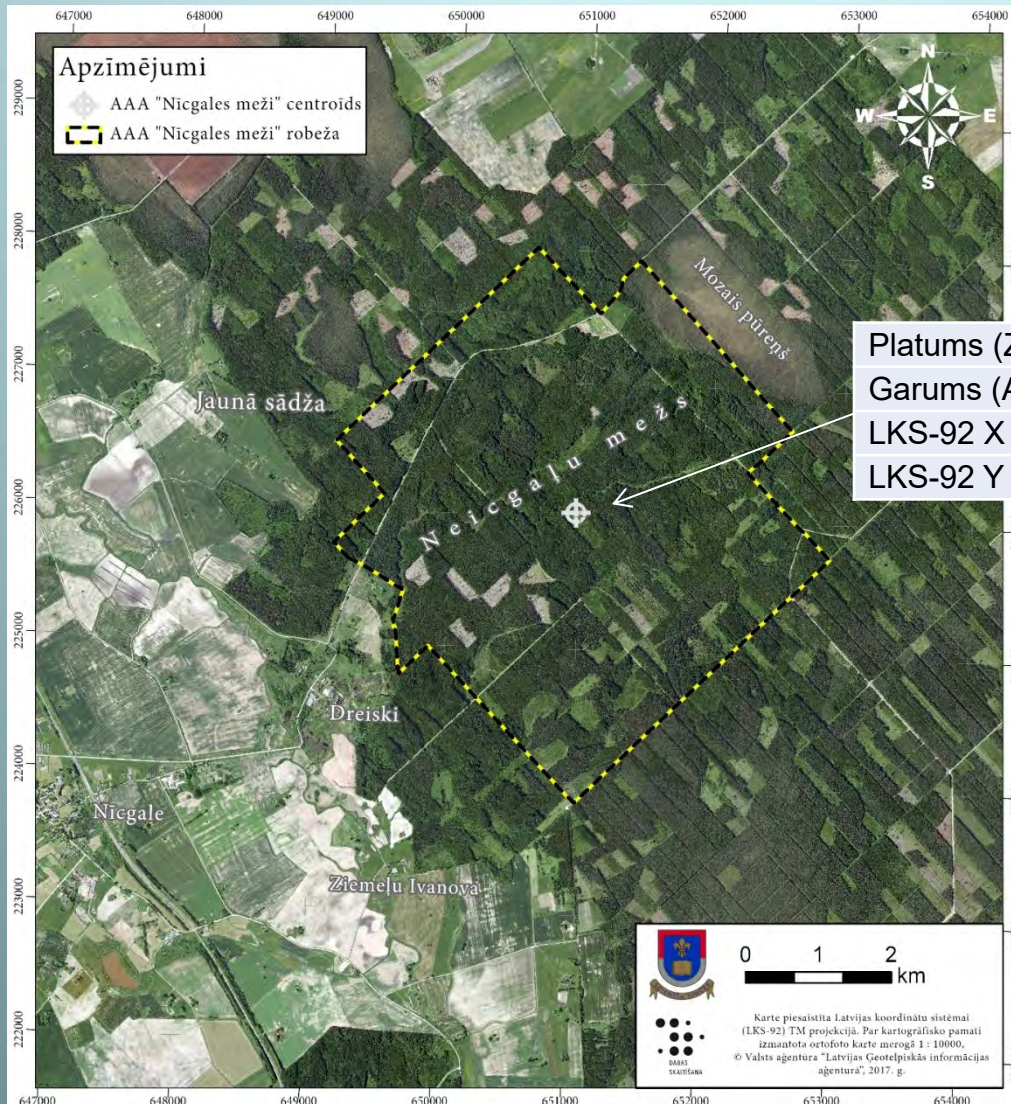 647000 648000 649000 650000 651000 652000 653000 654000
Apzīmējumi
AAA "Nīcgales meži" centroīds
AAA "Nīcgales meži" robeža
N
W E
S
229000
228000
227000
226000
225000
224000
223000
222000
Mozais pūreņš
Platums (Z
Garums (A
LKS-92 X
LKS-92 Y
Jaunā sādža
Neicgaļu mežs
Dreiski
Nīcgale
Ziemeļu Ivanova
0 1 2
km
Karte piesaistīta Latvijas koordinātu sistēmai
(LKS-92) TM projekcijā. Par kartogrāfisko pamati
izmantota ortofoto karte mērogā 1 : 10000,
© Valsts aģentūra "Latvijas Ģeotelpiskās informācijas
aģentūra", 2017. g.
DABAS
SKAITĪŠANA
647000 648000 649000 650000 651000 652000 653000 654000